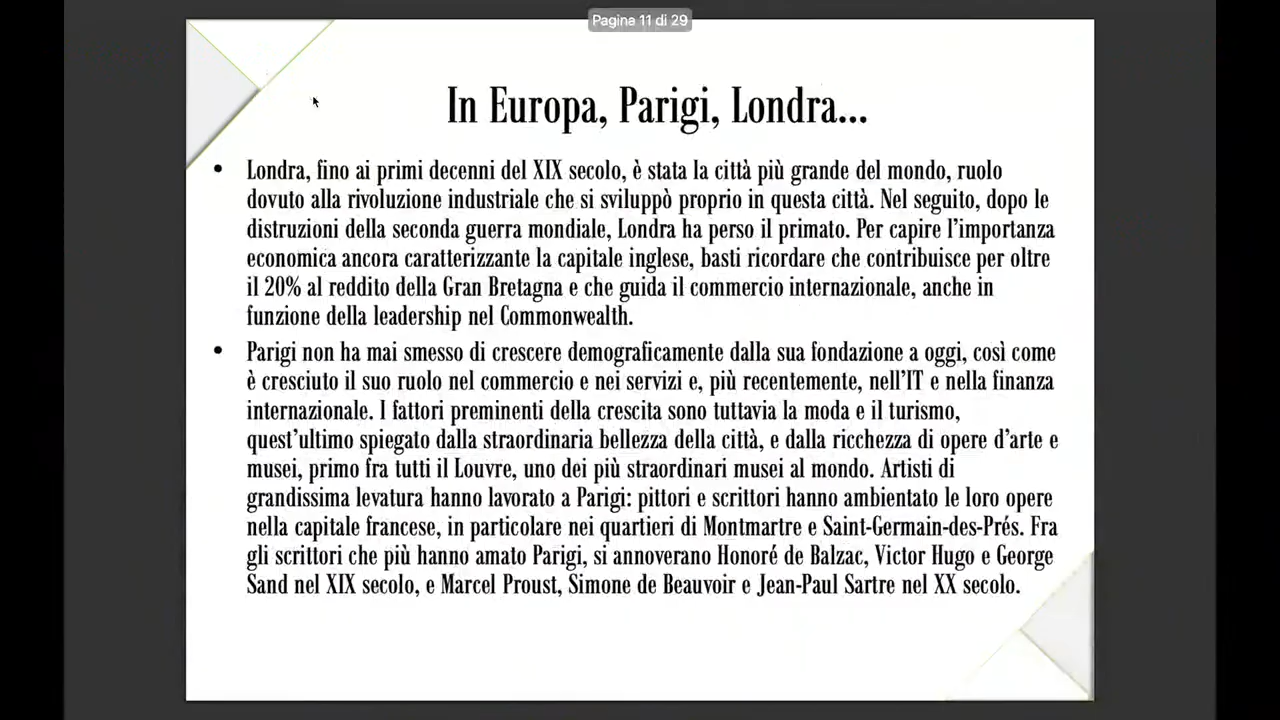 Pagina 11 di 29
In Europa, Parigi, Londra...
• Londra, fino ai primi decenni del XIX secolo, è stata la città più grande del mondo, ruolo
dovuto alla rivoluzione industriale che si sviluppò proprio in questa città. Nel seguito, dopo le
distruzioni della seconda guerra mondiale, Londra ha perso il primato. Per capire l'importanza
economica ancora caratterizzante la capitale inglese, basti ricordare che contribuisce per oltre
il 20% al reddito della Gran Bretagna e che guida il commercio internazionale, anche in
funzione della leadership nel Commonwealth.
• Parigi non ha mai smesso di crescere demograficamente dalla sua fondazione a oggi, così come
è cresciuto il suo ruolo nel commercio e nei servizi e, più recentemente, nell'IT e nella finanza
internazionale. I fattori preminenti della crescita sono tuttavia la moda e il turismo,
quest'ultimo spiegato dalla straordinaria bellezza della città, e dalla ricchezza di opere d'arte e
musei, primo fra tutti il Louvre, uno dei più straordinari musei al mondo. Artisti di
grandissima levatura hanno lavorato a Parigi: pittori e scrittori hanno ambientato le loro opere
nella capitale francese, in particolare nei quartieri di Montmartre e Saint-Germain-des-Prés. Fra
gli scrittori che più hanno amato Parigi, si annoverano Honoré de Balzac, Victor Hugo e George
Sand nel XIX secolo, e Marcel Proust, Simone de Beauvoir e Jean-Paul Sartre nel XX secolo.